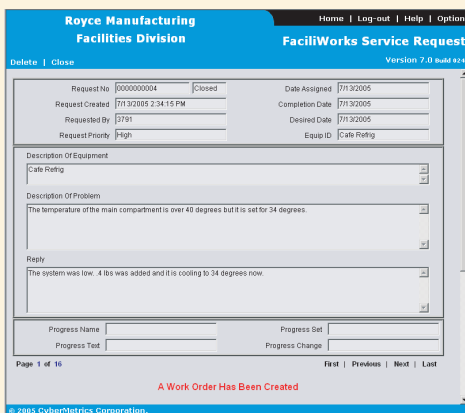 Royce Manufacturing
Facilities Division
Home | Log-out | Help | Option
FaciliWorks Service Request
Delete | Close
Version 7.0 Build 024
Request No 0000000004 Closed
Date Assigned 7/13/2005
Request Created 7/13/2005 2:34:15 PM
Completion Date 7/13/2005
Requested By 3791
Desired Date 7/13/2005
Request Priority High
Equip ID Cafe Refrig
Description Of Equipment
Cafe Refrig
Description Of Problem
The temperature of the main compartment is over 40 degrees but it is set for 34 degrees.
Reply
The system was low. .4 lbs was added and it is cooling to 34 degrees now.
Progress Name
Progress Set
Progress Text
Progress Change
Page 1 of 16
First | Previous | Next | Last
A Work Order Has Been Created
© 2005 CyberMetrics Corporation.